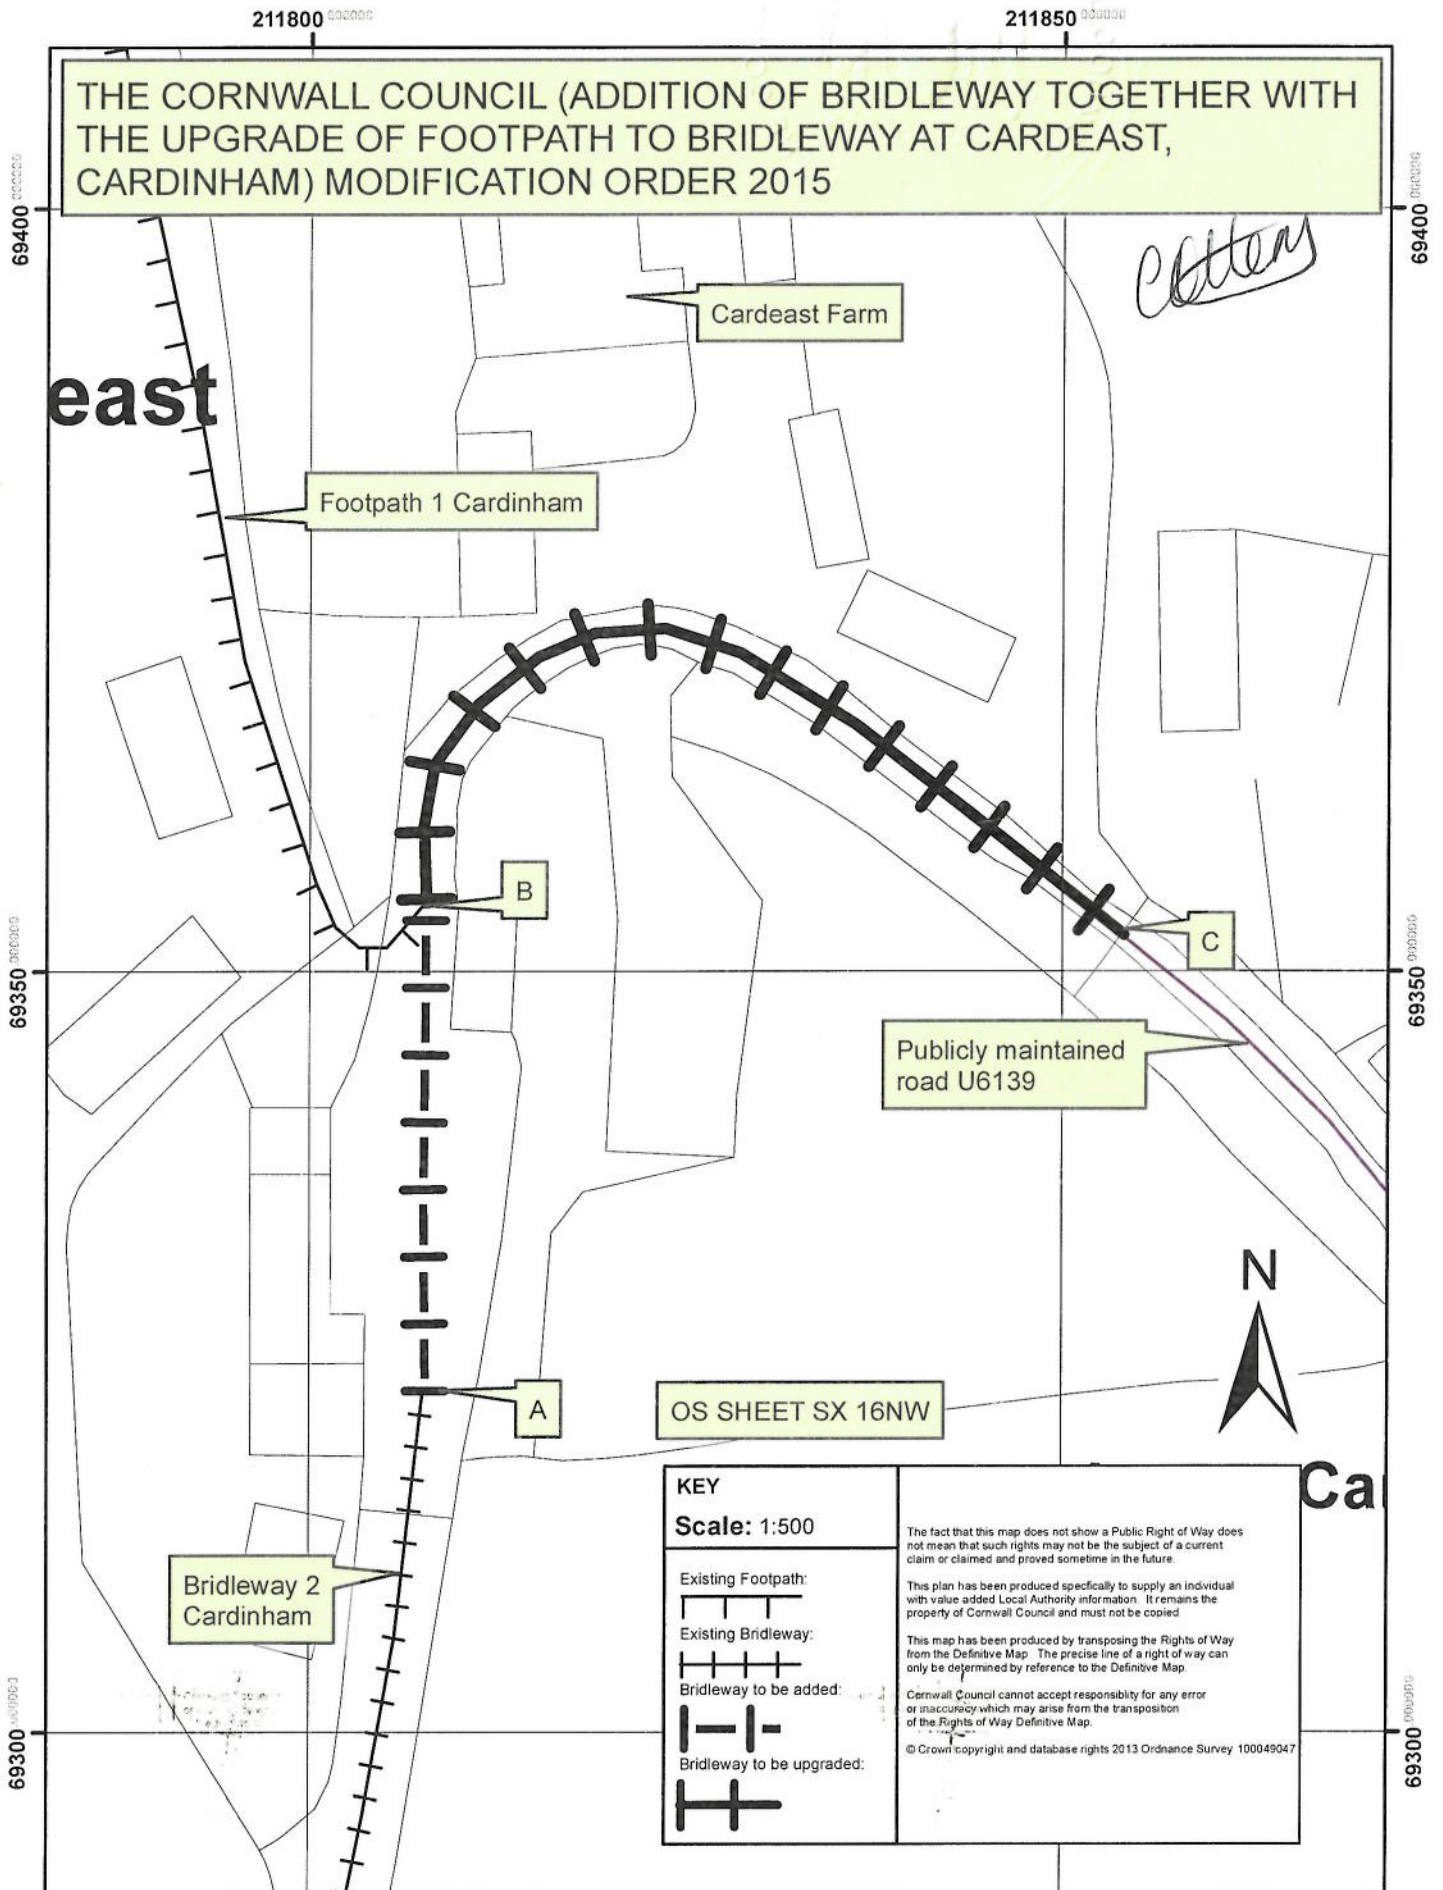 211800 000000
211850 000000
THE CORNWALL COUNCIL (ADDITION OF BRIDLEWAY TOGETHER WITH
THE UPGRADE OF FOOTPATH TO BRIDLEWAY AT CARDEAST,
CARDINHAM) MODIFICATION ORDER 2015
69400 000000
69400 000000
Cardeast Farm
east
Footpath 1 Cardinham
B
C
69350 000000
69350 000000
Publicly maintained
road U6139
N
A
OS SHEET SX 16NW
Ca
Bridleway 2
Cardinham
KEY
Scale: 1:500
Existing Footpath:
Existing Bridleway:
Bridleway to be added:
Bridleway to be upgraded:
The fact that this map does not show a Public Right of Way does
not mean that such rights may not be the subject of a current
claim or claimed and proved sometime in the future.
This plan has been produced specfically to supply an individual
with value added Local Authority information. It remains the
property of Cornwall Council and must not be copied
This map has been produced by transposing the Rights of Way
from the Definitive Map The precise line of a right of way can
only be determined by reference to the Definitive Map.
Cornwall Council cannot accept responsiblity for any error
or inaccuracy which may arise from the transposition
of the Rights of Way Definitive Map.
© Crown copyright and database rights 2013 Ordnance Survey 100049047
69300 000000
69300 000000